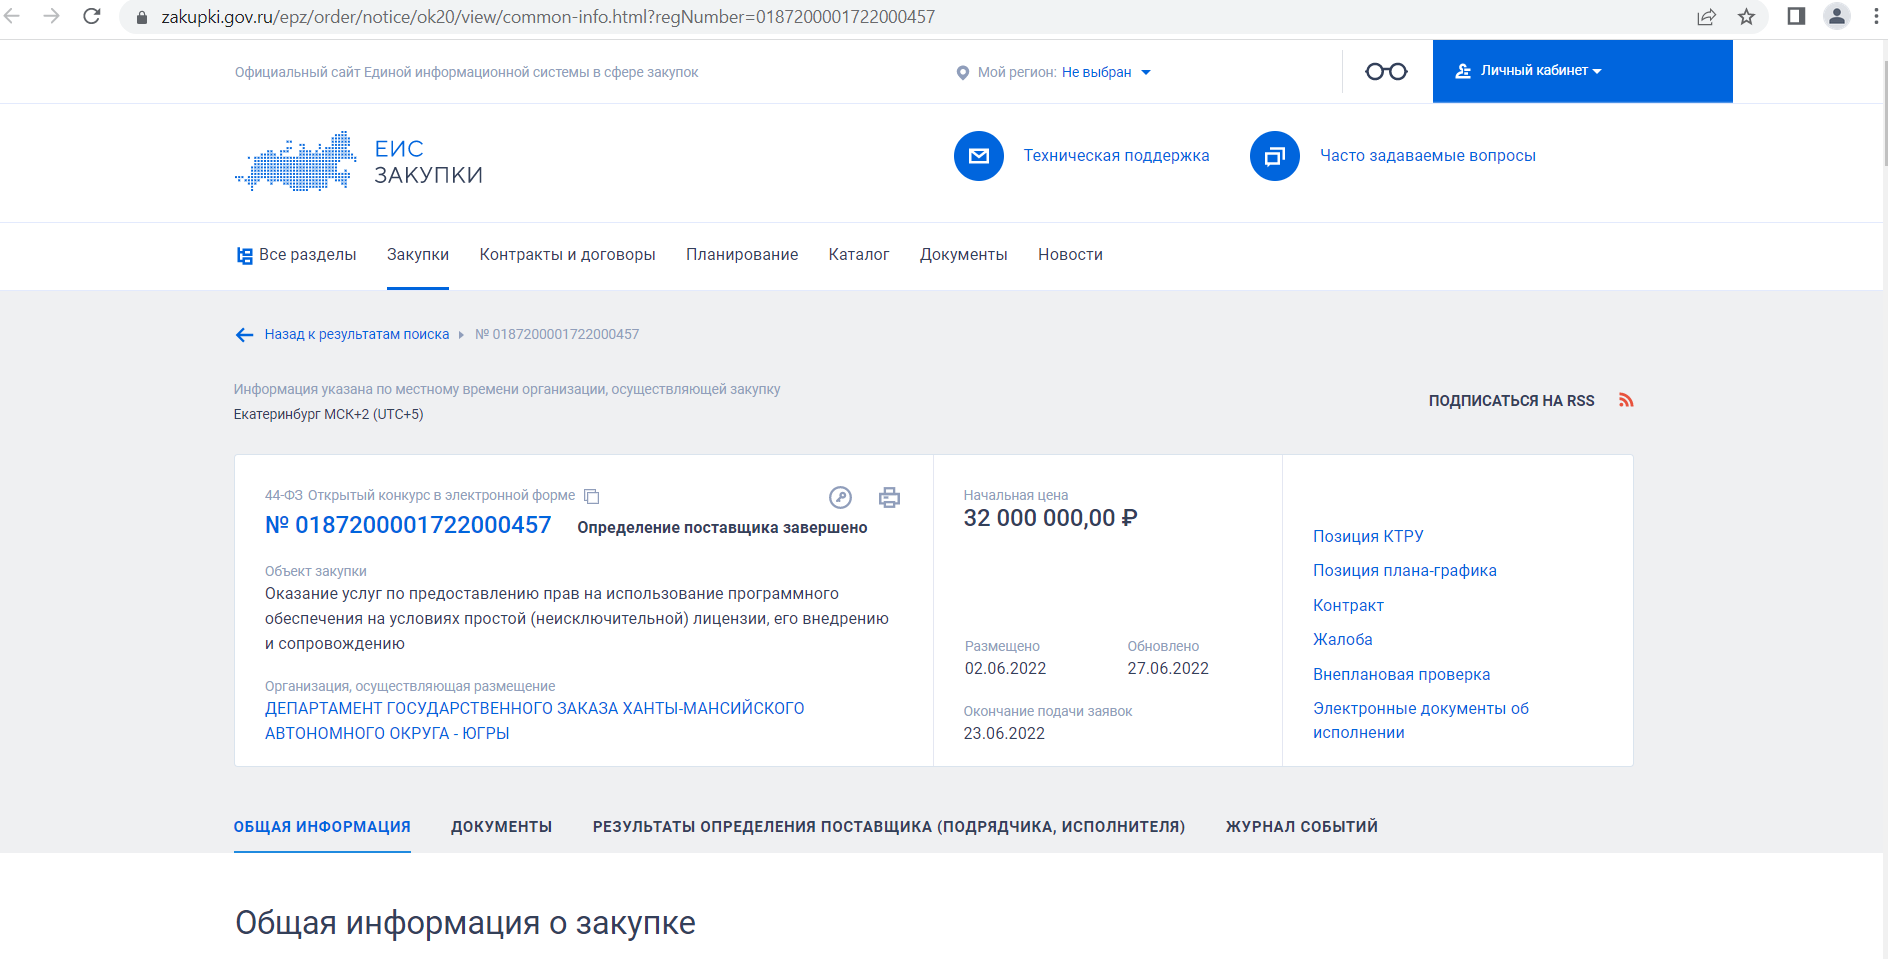 zakupki.gov.ru/epz/order/notice/ok20/view/common-info.html?regNumber=0187200001722000457
Официальный сайт Единой информационной системы в сфере закупок
Мой регион: Не выбран
Личный кабинет
ЕИС
ЗАКУПКИ
Техническая поддержка
Часто задаваемые вопросы
Все разделы
Закупки
Контракты и договоры
Планирование
Каталог
Документы
Новости
Назад к результатам поиска
№ 0187200001722000457
Информация указана по местному времени организации, осуществляющей закупку
Екатеринбург МСК+2 (UTC+5)
ПОДПИСАТЬСЯ НА RSS
44-ФЗ Открытый конкурс в электронной форме
№ 0187200001722000457
Определение поставщика завершено
Объект закупки
Оказание услуг по предоставлению прав на использование программного
обеспечения на условиях простой (неисключительной) лицензии, его внедрению
и сопровождению
Организация, осуществляющая размещение
ДЕПАРТАМЕНТ ГОСУДАРСТВЕННОГО ЗАКАЗА ХАНТЫ-МАНСИЙСКОГО
АВТОНОМНОГО ОКРУГА - ЮГРЫ
Начальная цена
32 000 000,00 ₽
Размещено
02.06.2022
Обновлено
27.06.2022
Окончание подачи заявок
23.06.2022
Позиция КТРУ
Позиция плана-графика
Контракт
Жалоба
Внеплановая проверка
Электронные документы об
исполнении
ОБЩАЯ ИНФОРМАЦИЯ
ДОКУМЕНТЫ
РЕЗУЛЬТАТЫ ОПРЕДЕЛЕНИЯ ПОСТАВЩИКА (ПОДРЯДЧИКА, ИСПОЛНИТЕЛЯ)
ЖУРНАЛ СОБЫТИЙ
Общая информация о закупке